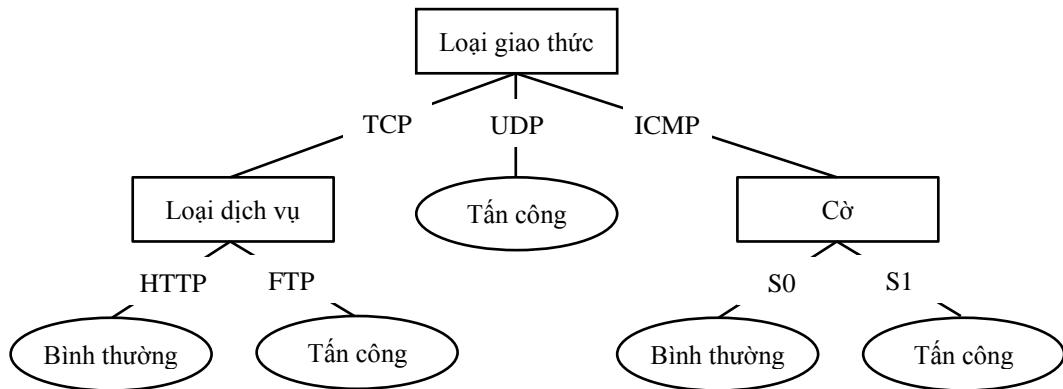 Loại giao thức
TCP
UDP
ICMP
Loại dịch vụ
Tấn công
Cờ
HTTP
FTP
S0
S1
Bình thường
Tấn công
Bình thường
Tấn công